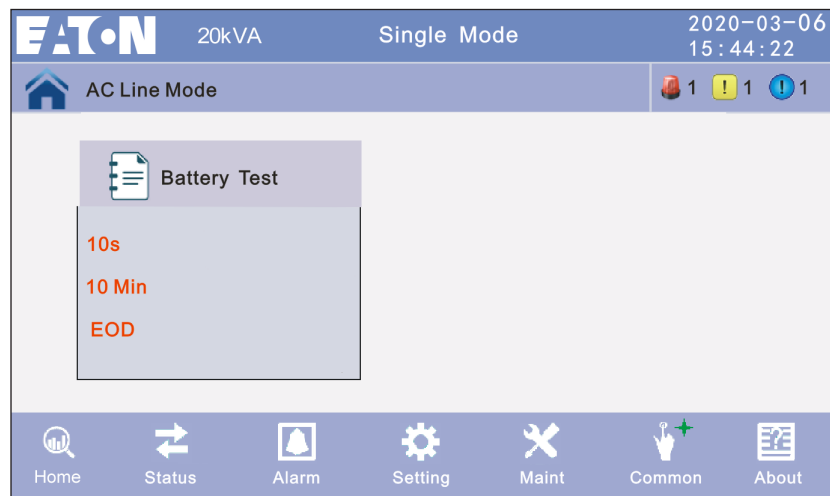 EATON 20kVA Single Mode 2020-03-06
15:44:22
AC Line Mode 1 ! 1 ! 1
Battery Test
10s
10 Min
EOD
Home Status Alarm Setting Maint Common About